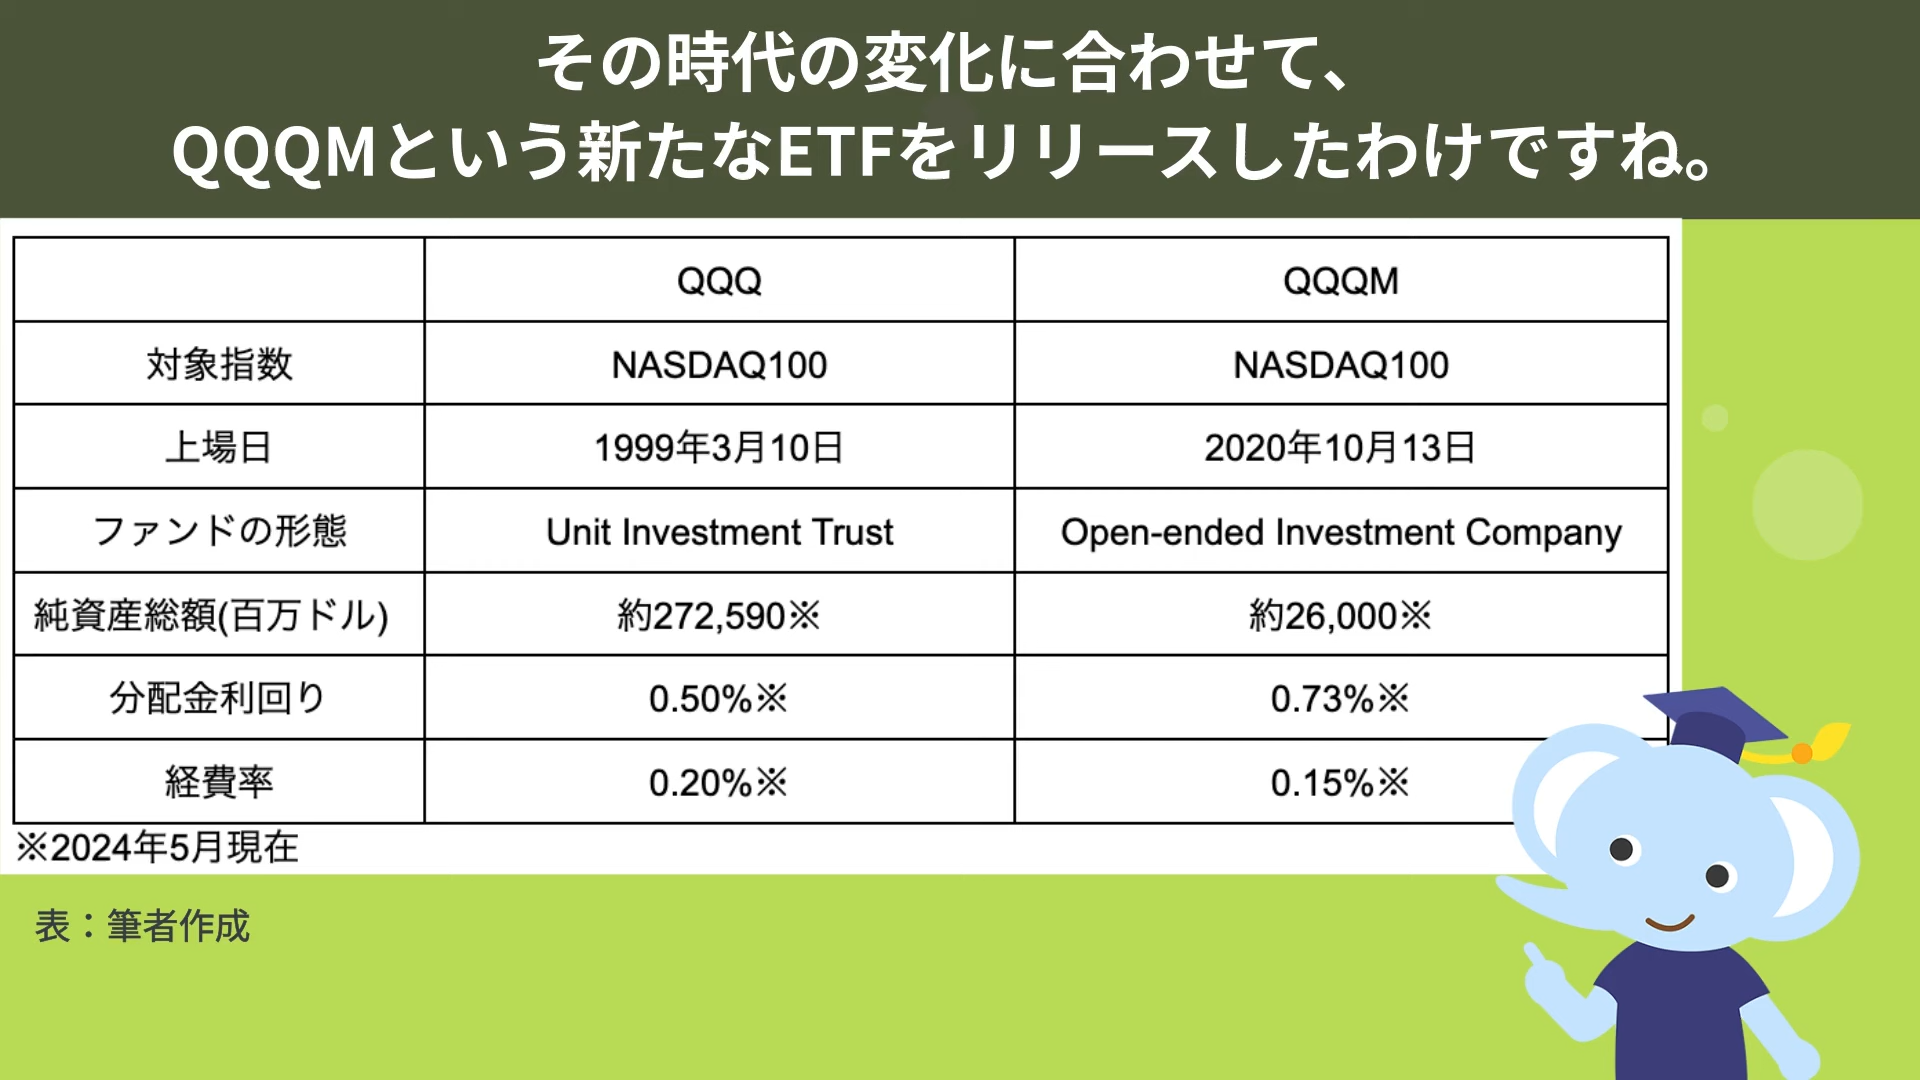 その時代の変化に合わせて、
QQQMという新たなETFをリリースしたわけですね。
QQQ QQQM
対象指数 NASDAQ100 NASDAQ100
上場日 1999年3月10日 2020年10月13日
ファンドの形態 Unit Investment Trust Open-ended Investment Company
純資産総額(百万ドル) 約272,590※ 約26,000※
分配金利回り 0.50%※ 0.73%※
経費率 0.20%※ 0.15%※
※2024年5月現在
表：筆者作成